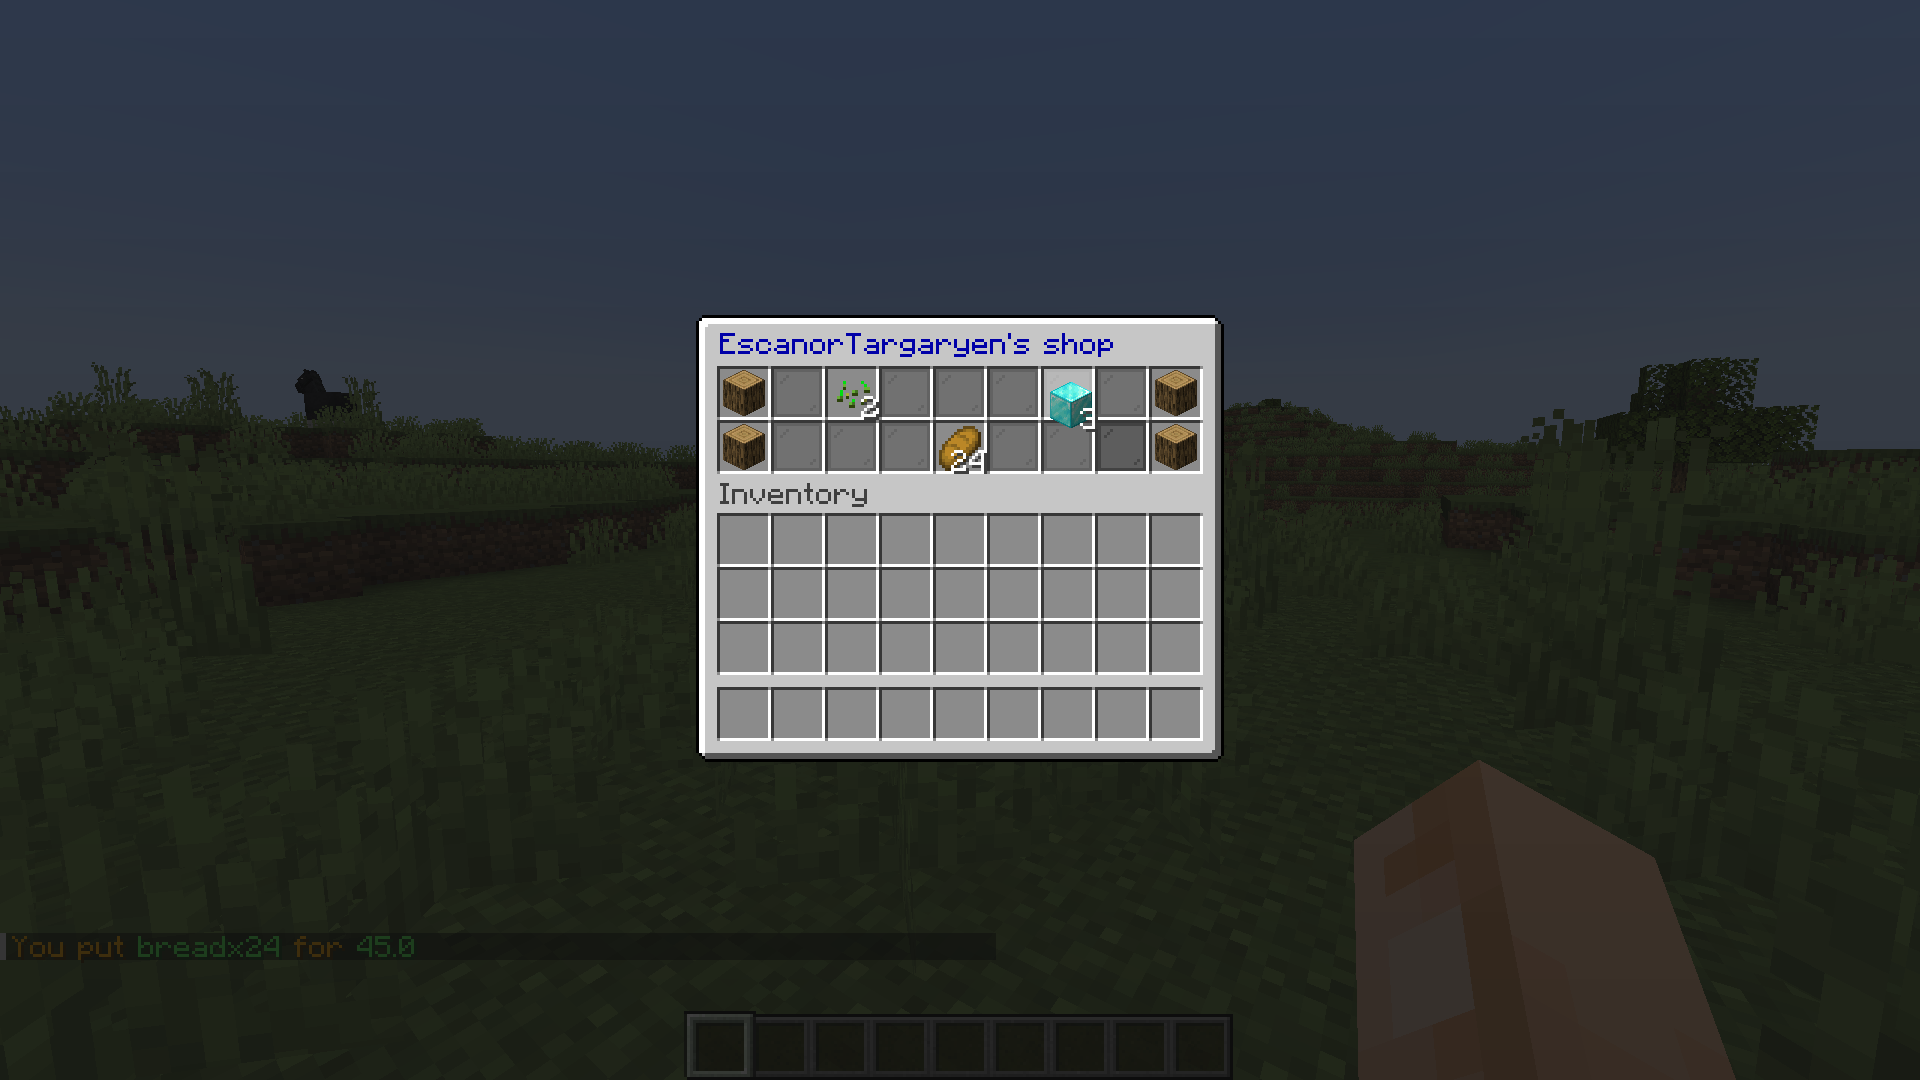 EscanorTargaryen's shop
2
3
24
Inventory
You put breadx24 for 45.0